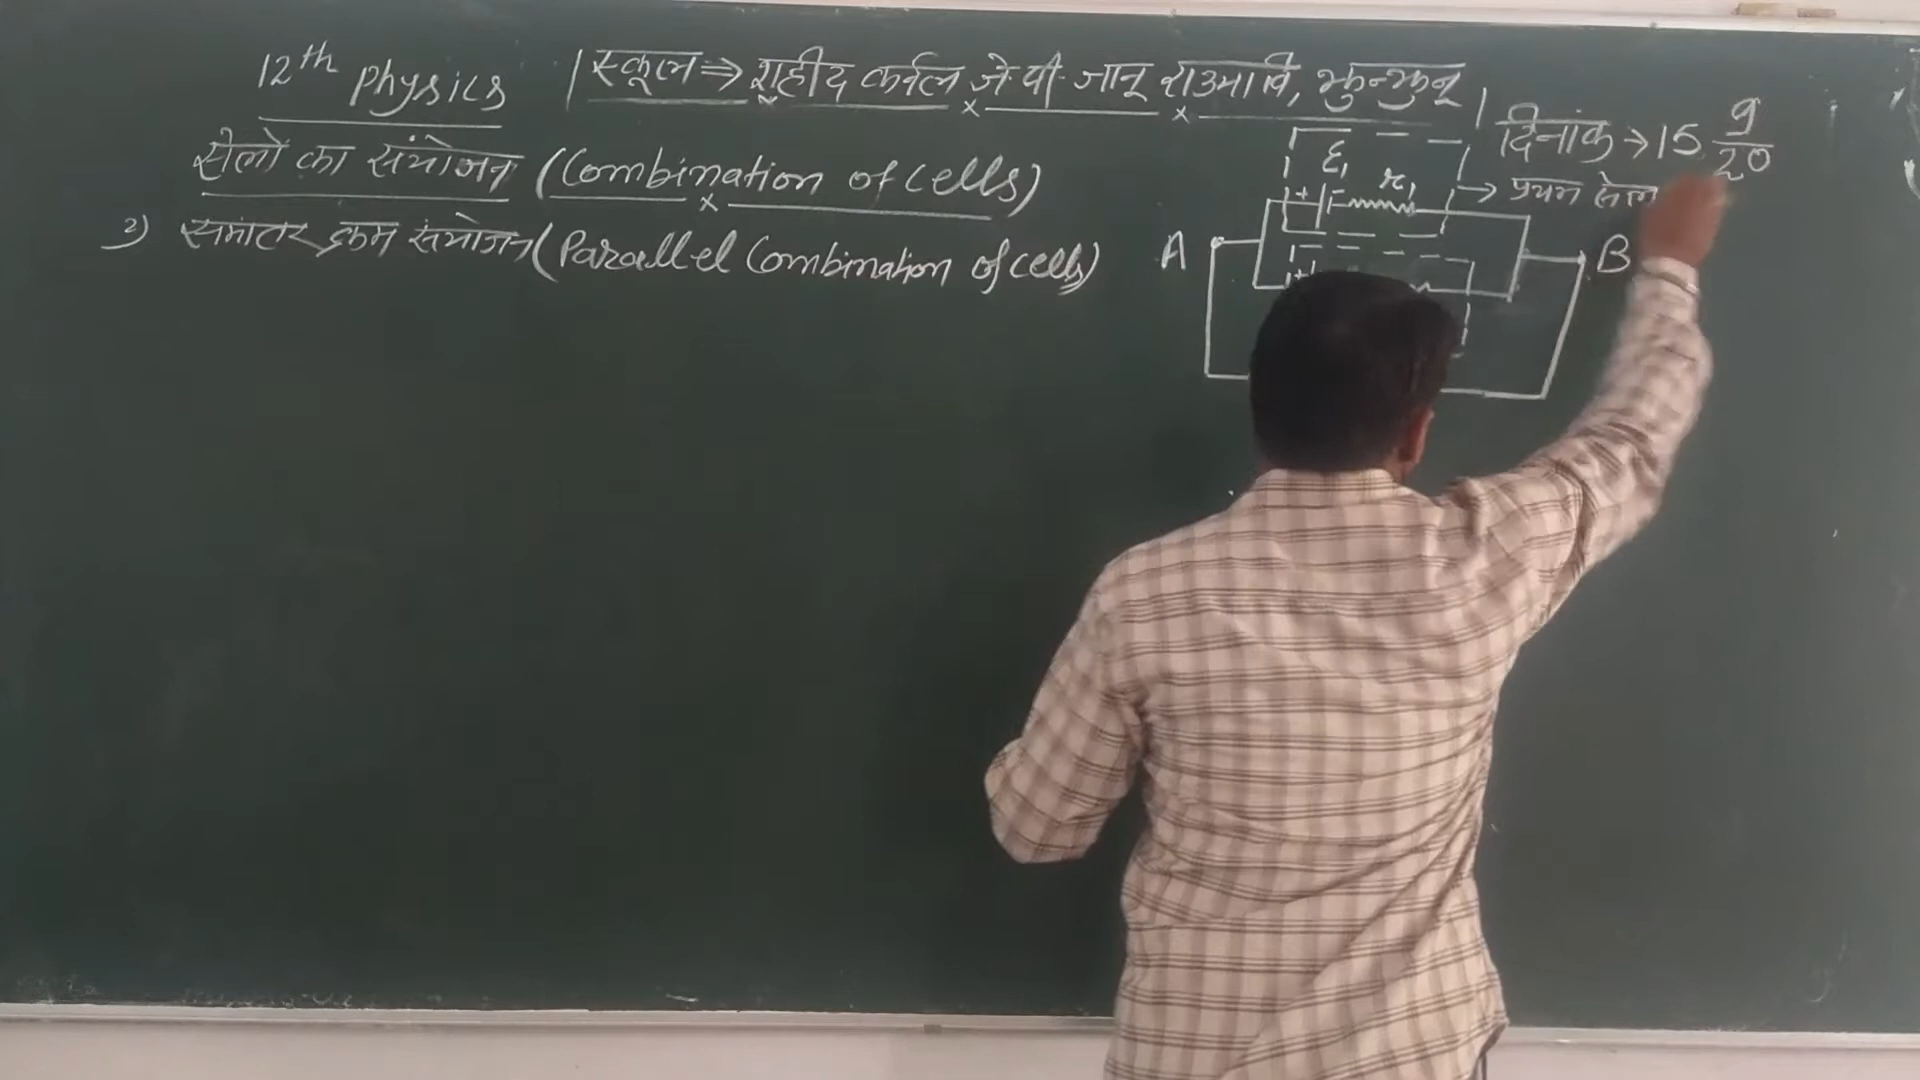 12th Physics
स्कूल ⇒ शहीद कर्नल जे.पी. जानू राउमावि, झुन्झुनू
दिनांक → 15 9/20
सेलों का संयोजन (Combination of cells)
2) समांतर क्रम संयोजन (Parallel Combination of cells)
ε1 r1
→ प्रथम सेल
+
A B
+